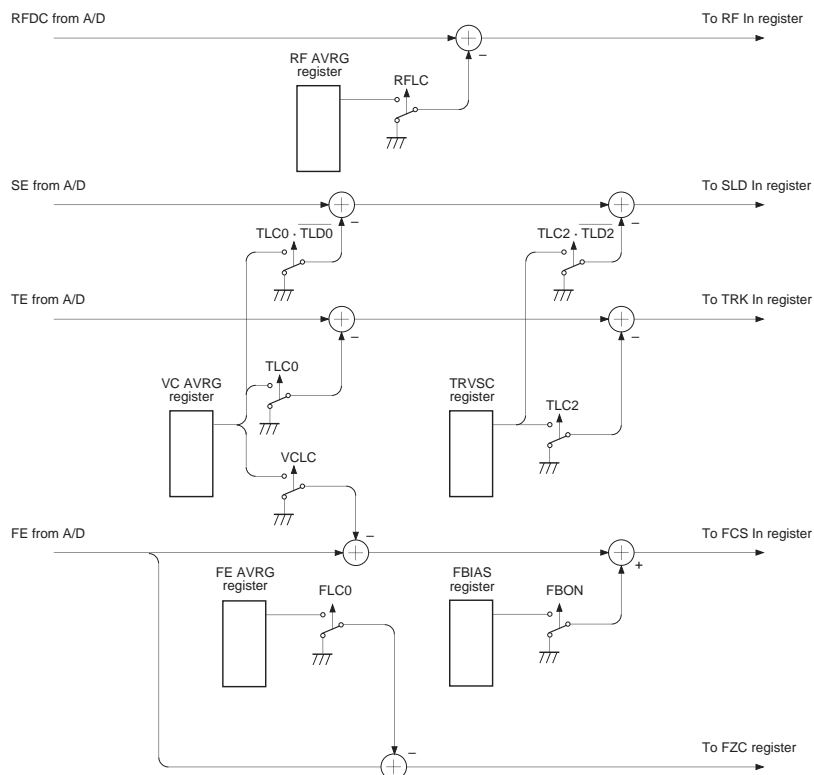 RFDC from A/D
To RF In register
RF AVRG
register
RFLC
–
SE from A/D
To SLD In register
TLC0 · T̅L̅D̅0̅
–
TLC2 · T̅L̅D̅2̅
–
TE from A/D
To TRK In register
–
–
VC AVRG
register
TLC0
TRVSC
register
TLC2
VCLC
–
FE from A/D
To FCS In register
+
FE AVRG
register
FLC0
FBIAS
register
FBON
–
To FZC register